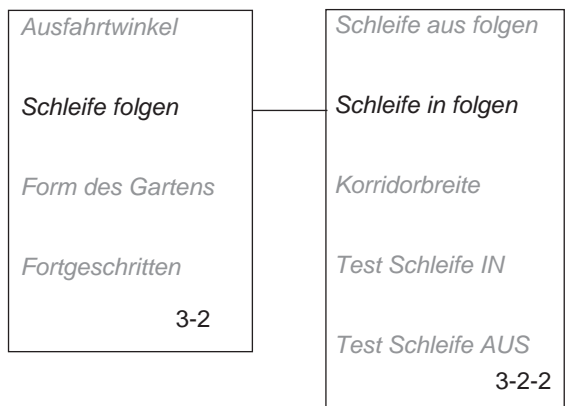 Ausfahrtwinkel
Schleife folgen
Form des Gartens
Fortgeschritten
3-2
Schleife aus folgen
Schleife in folgen
Korridorbreite
Test Schleife IN
Test Schleife AUS
3-2-2